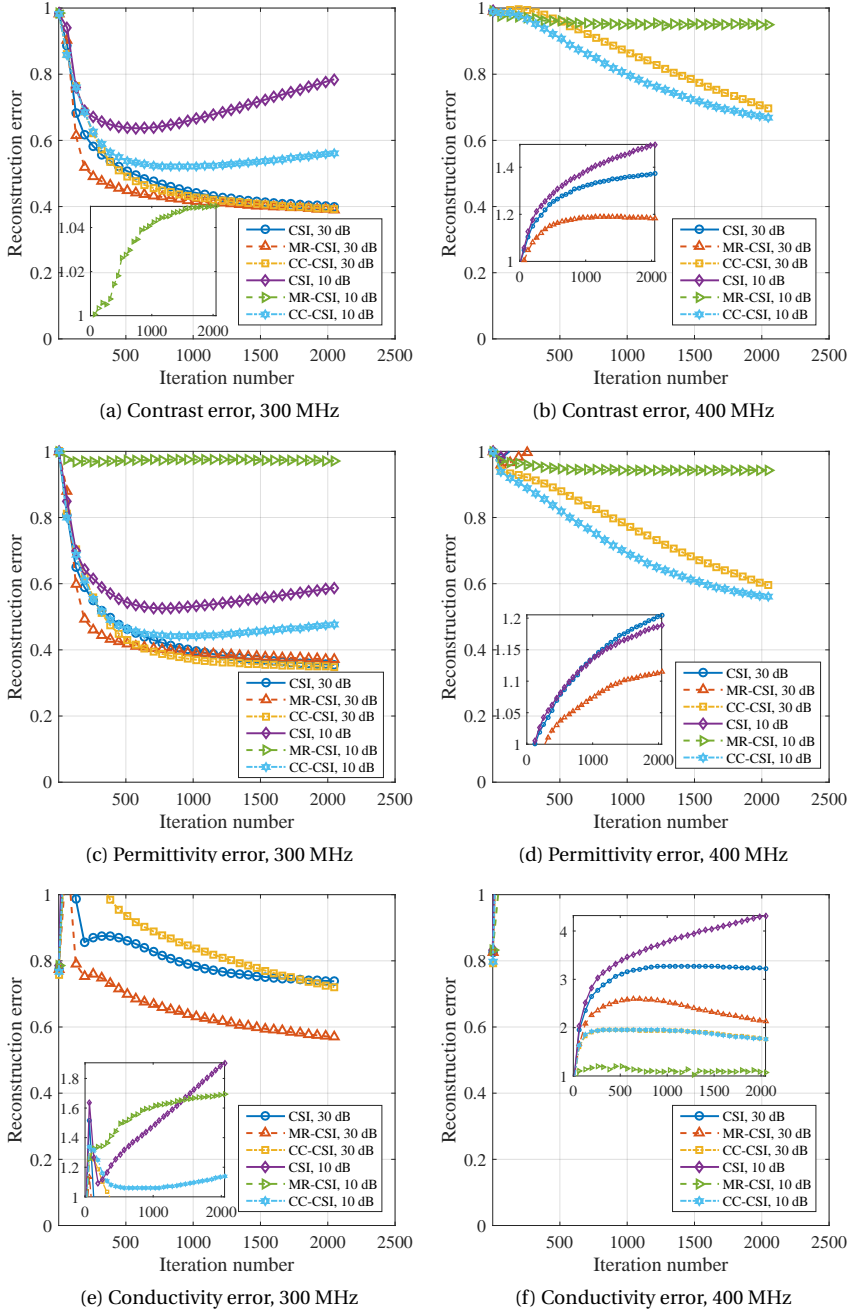 1
0.8
0.6
0.4
0.2
0
Reconstruction error
1.04
1.02
1
0
1000
2000
CSI, 30 dB
MR-CSI, 30 dB
CC-CSI, 30 dB
CSI, 10 dB
MR-CSI, 10 dB
CC-CSI, 10 dB
500
1000
1500
2000
2500
Iteration number
(a) Contrast error, 300 MHz
1
0.8
0.6
0.4
0.2
0
Reconstruction error
1.4
1.2
1
0
1000
2000
CSI, 30 dB
MR-CSI, 30 dB
CC-CSI, 30 dB
CSI, 10 dB
MR-CSI, 10 dB
CC-CSI, 10 dB
500
1000
1500
2000
2500
Iteration number
(b) Contrast error, 400 MHz
1
0.8
0.6
0.4
0.2
0
Reconstruction error
CSI, 30 dB
MR-CSI, 30 dB
CC-CSI, 30 dB
CSI, 10 dB
MR-CSI, 10 dB
CC-CSI, 10 dB
500
1000
1500
2000
2500
Iteration number
(c) Permittivity error, 300 MHz
1
0.8
0.6
0.4
0.2
0
Reconstruction error
1.2
1.15
1.1
1.05
1
0
1000
2000
CSI, 30 dB
MR-CSI, 30 dB
CC-CSI, 30 dB
CSI, 10 dB
MR-CSI, 10 dB
CC-CSI, 10 dB
500
1000
1500
2000
2500
Iteration number
(d) Permittivity error, 400 MHz
1
0.8
0.6
0.4
0.2
0
Reconstruction error
1.8
1.6
1.4
1.2
1
0
1000
2000
CSI, 30 dB
MR-CSI, 30 dB
CC-CSI, 30 dB
CSI, 10 dB
MR-CSI, 10 dB
CC-CSI, 10 dB
500
1000
1500
2000
2500
Iteration number
(e) Conductivity error, 300 MHz
1
0.8
0.6
0.4
0.2
0
Reconstruction error
4
3
2
1
0
500
1000
1500
2000
CSI, 30 dB
MR-CSI, 30 dB
CC-CSI, 30 dB
CSI, 10 dB
MR-CSI, 10 dB
CC-CSI, 10 dB
500
1000
1500
2000
2500
Iteration number
(f) Conductivity error, 400 MHz